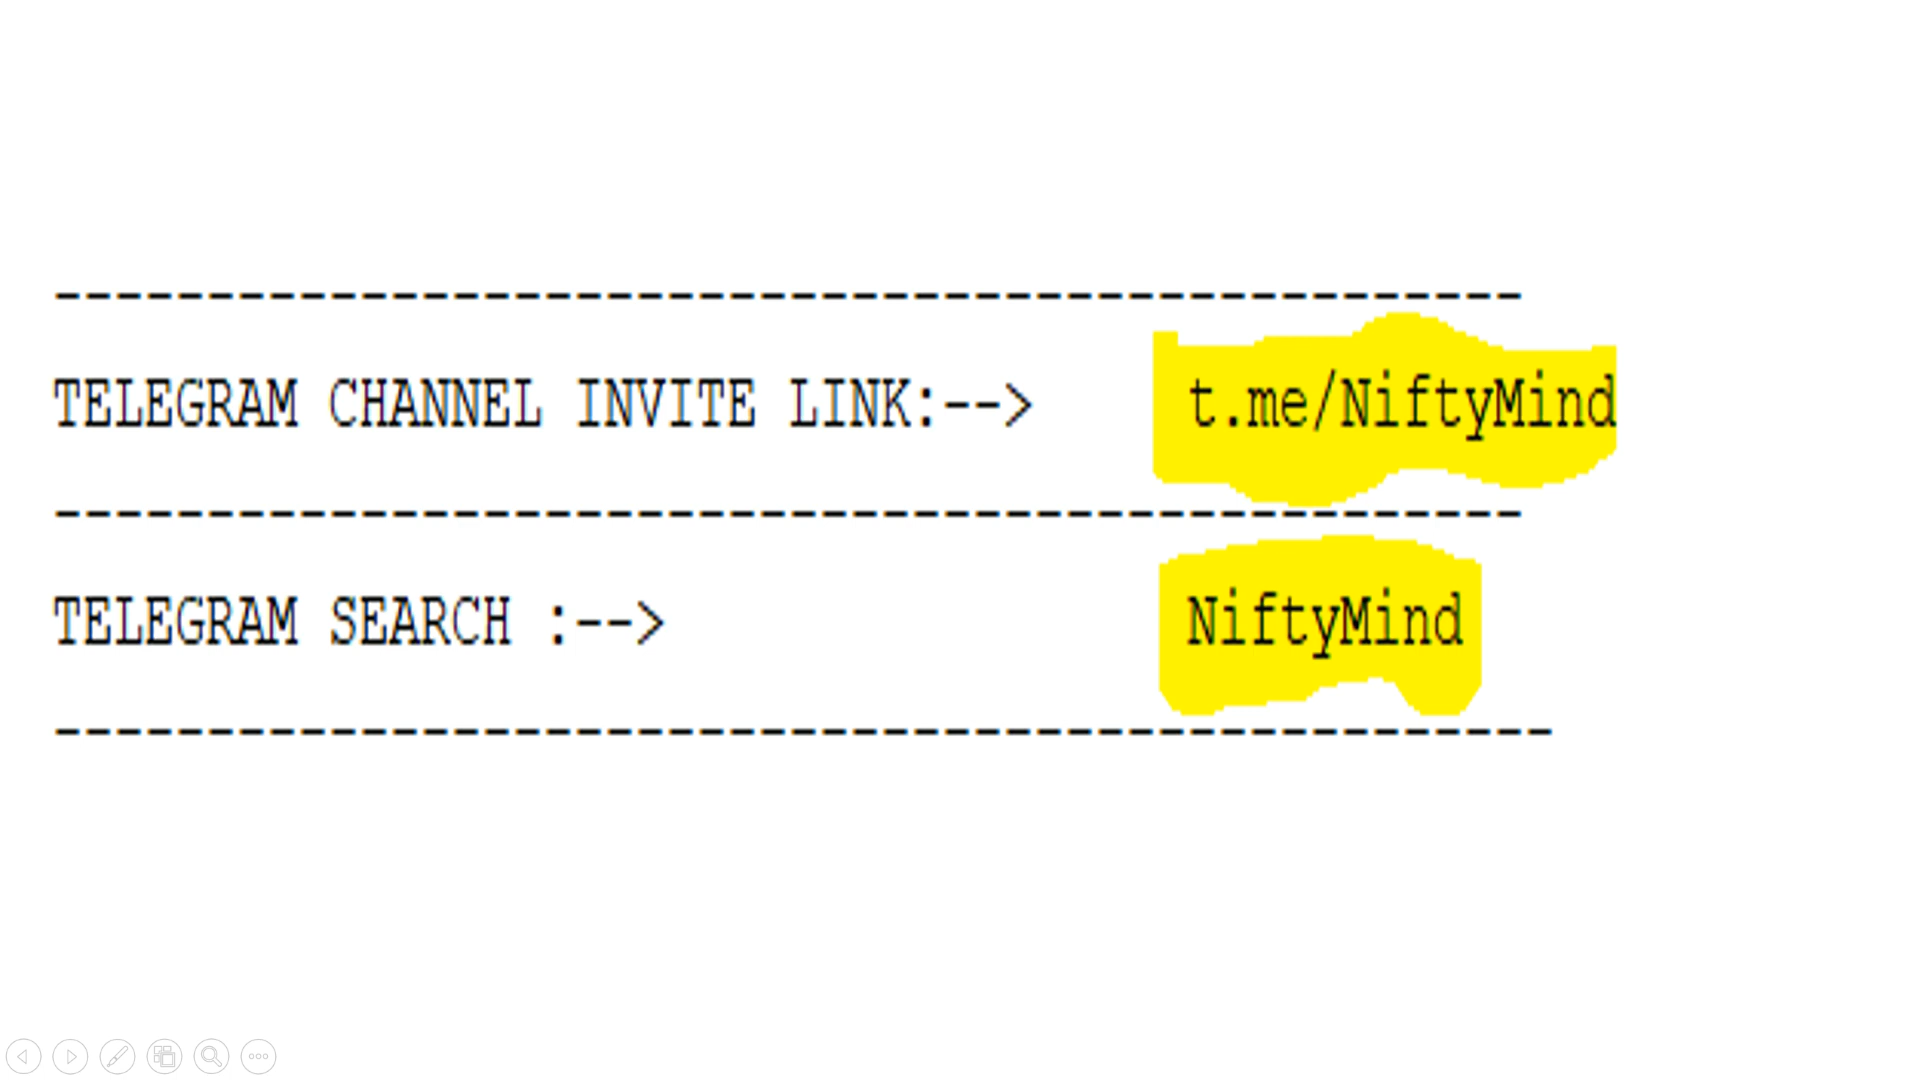 ------------------------------------------------
TELEGRAM CHANNEL INVITE LINK:--> t.me/NiftyMind
------------------------------------------------
TELEGRAM SEARCH :--> NiftyMind
-------------------------------------------------